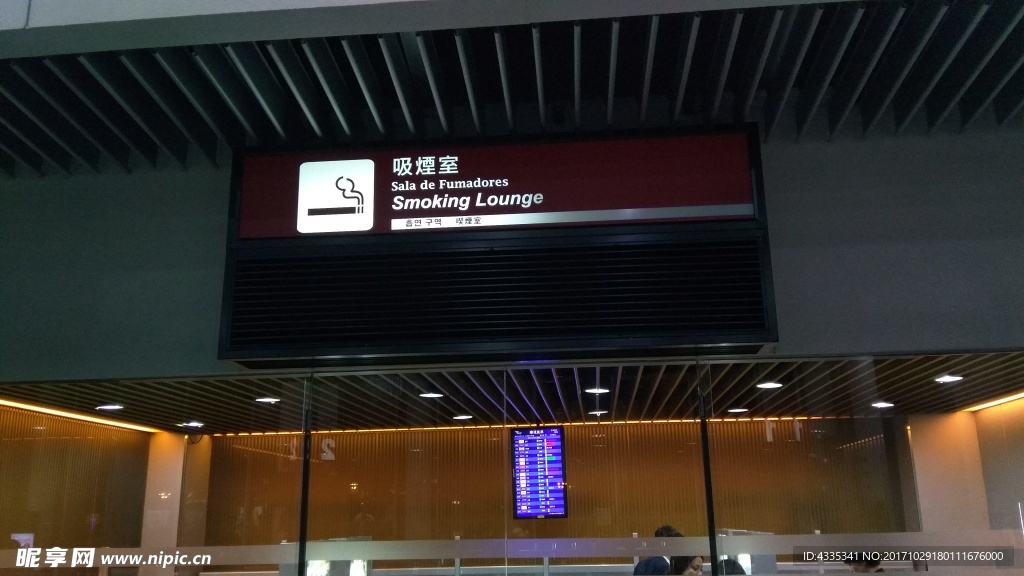 吸煙室
Sala de Fumadores
Smoking Lounge
흡연 구역 喫煙室
昵享网 www.nipic.cn
ID:4335341 NO:20171029180111676000